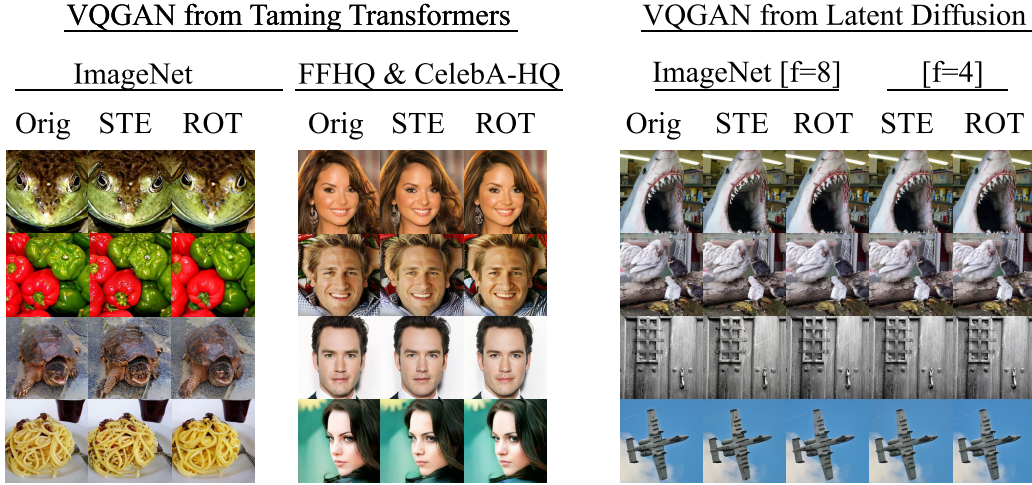 VQGAN from Taming Transformers
VQGAN from Latent Diffusion
ImageNet
FFHQ & CelebA-HQ
ImageNet [f=8]
[f=4]
Orig STE ROT
Orig STE ROT
Orig STE ROT STE ROT